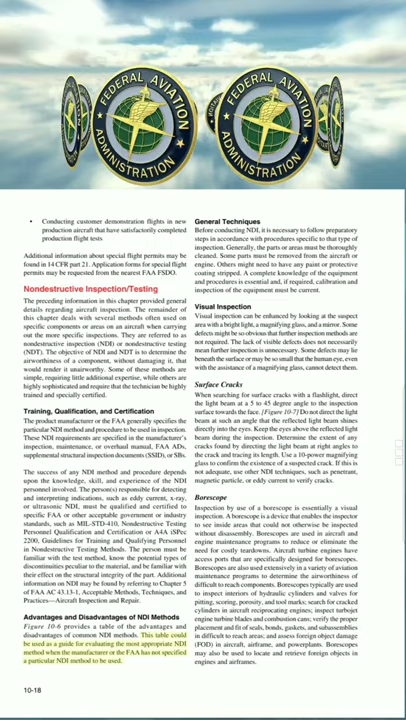 FEDERAL AVIATION
ADMINISTRATION
FEDERAL AVIATION
ADMINISTRATION
• Conducting customer demonstration flights in new
production aircraft that have satisfactorily completed
production flight tests
Additional information about special flight permits may be
found in 14 CFR part 21. Application forms for special flight
permits may be requested from the nearest FAA FSDO.
Nondestructive Inspection/Testing
The preceding information in this chapter provided general
details regarding aircraft inspection. The remainder of
this chapter deals with several methods often used on
specific components or areas on an aircraft when carrying
out the more specific inspections. They are referred to as
nondestructive inspection (NDI) or nondestructive testing
(NDT). The objective of NDI and NDT is to determine the
airworthiness of a component, without damaging it, that
would render it unairworthy. Some of these methods are
simple, requiring little additional expertise, while others are
highly sophisticated and require that the technician be highly
trained and specially certified.
Training, Qualification, and Certification
The product manufacturer or the FAA generally specifies the
particular NDI method and procedure to be used in inspection.
These NDI requirements are specified in the manufacturer's
inspection, maintenance, or overhaul manual, FAA ADs,
supplemental structural inspection documents (SSID), or SBs.
The success of any NDI method and procedure depends
upon the knowledge, skill, and experience of the NDI
personnel involved. The person(s) responsible for detecting
and interpreting indications, such as eddy current, x-ray,
or ultrasonic NDI, must be qualified and certified to
specific FAA or other acceptable government or industry
standards, such as MIL-STD-410, Nondestructive Testing
Personnel Qualification and Certification or A4A iSPec
2200, Guidelines for Training and Qualifying Personnel
in Nondestructive Testing Methods. The person must be
familiar with the test method, know the potential types of
discontinuities peculiar to the material, and be familiar with
their effect on the structural integrity of the part. Additional
information on NDI may be found by referring to Chapter 5
of FAA AC 43.13-1, Acceptable Methods, Techniques, and
Practices—Aircraft Inspection and Repair.
Advantages and Disadvantages of NDI Methods
Figure 10-6 provides a table of the advantages and
disadvantages of common NDI methods. This table could
be used as a guide for evaluating the most appropriate NDI
method when the manufacturer or the FAA has not specified
a particular NDI method to be used.
General Techniques
Before conducting NDI, it is necessary to follow preparatory
steps in accordance with procedures specific to that type of
inspection. Generally, the parts or areas must be thoroughly
cleaned. Some parts must be removed from the aircraft or
engine. Others might need to have any paint or protective
coating stripped. A complete knowledge of the equipment
and procedures is essential and, if required, calibration and
inspection of the equipment must be current.
Visual Inspection
Visual inspection can be enhanced by looking at the suspect
area with a bright light, a magnifying glass, and a mirror. Some
defects might be so obvious that further inspection methods are
not required. The lack of visible defects does not necessarily
mean further inspection is unnecessary. Some defects may lie
beneath the surface or may be so small that the human eye, even
with the assistance of a magnifying glass, cannot detect them.
Surface Cracks
When searching for surface cracks with a flashlight, direct
the light beam at a 5 to 45 degree angle to the inspection
surface towards the face. [Figure 10-7] Do not direct the light
beam at such an angle that the reflected light beam shines
directly into the eyes. Keep the eyes above the reflected light
beam during the inspection. Determine the extent of any
cracks found by directing the light beam at right angles to
the crack and tracing its length. Use a 10-power magnifying
glass to confirm the existence of a suspected crack. If this is
not adequate, use other NDI techniques, such as penetrant,
magnetic particle, or eddy current to verify cracks.
Borescope
Inspection by use of a borescope is essentially a visual
inspection. A borescope is a device that enables the inspector
to see inside areas that could not otherwise be inspected
without disassembly. Borescopes are used in aircraft and
engine maintenance programs to reduce or eliminate the
need for costly teardowns. Aircraft turbine engines have
access ports that are specifically designed for borescopes.
Borescopes are also used extensively in a variety of aviation
maintenance programs to determine the airworthiness of
difficult to reach components. Borescopes typically are used
to inspect interiors of hydraulic cylinders and valves for
pitting, scoring, porosity, and tool marks; search for cracked
cylinders in aircraft reciprocating engines; inspect turbojet
engine turbine blades and combustion cans; verify the proper
placement and fit of seals, bonds, gaskets, and subassemblies
in difficult to reach areas; and assess foreign object damage
(FOD) in aircraft, airframe, and powerplants. Borescopes
may also be used to locate and retrieve foreign objects in
engines and airframes.
10-18